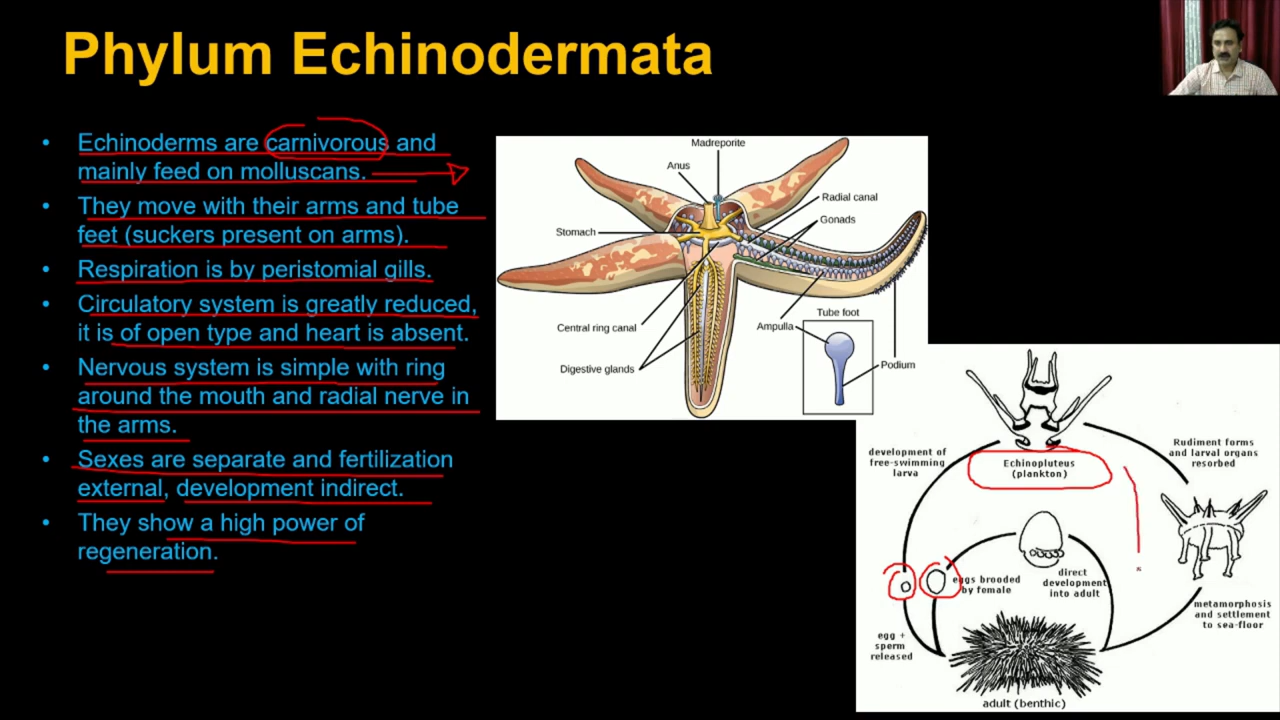 Phylum Echinodermata
• Echinoderms are carnivorous and
mainly feed on molluscans.
• They move with their arms and tube
feet (suckers present on arms).
• Respiration is by peristomial gills.
• Circulatory system is greatly reduced,
it is of open type and heart is absent.
• Nervous system is simple with ring
around the mouth and radial nerve in
the arms.
• Sexes are separate and fertilization
external, development indirect.
• They show a high power of
regeneration.
Madreporite
Anus
Radial canal
Gonads
Stomach
Central ring canal
Digestive glands
Ampulla
Tube foot
Podium
Echinopluteus
(plankton)
development of
free-swimming
larva
Rudiment forms
and larval organs
resorbed
eggs brooded
by female
direct
development
into adult
metamorphosis
and settlement
to sea-floor
egg +
sperm
released
adult (benthic)